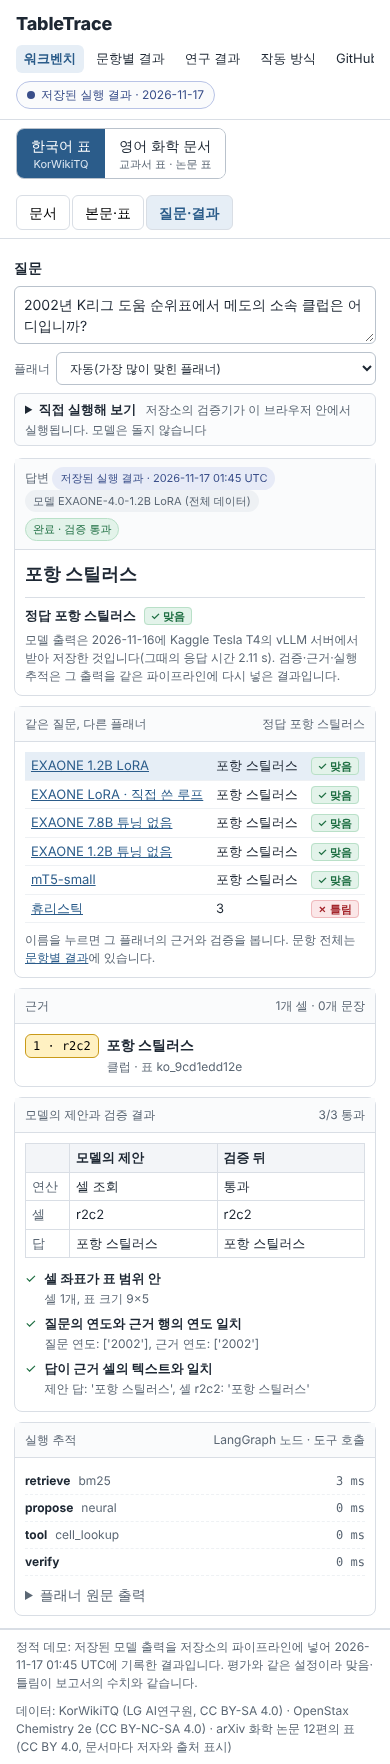 TableTrace
워크벤치 문항별 결과 연구 결과 작동 방식 GitHub
저장된 실행 결과 · 2026-11-17
한국어 표
KorWikiTQ
영어 화학 문서
교과서 표 · 논문 표
문서 본문·표 질문·결과
질문
2002년 K리그 도움 순위표에서 메도의 소속 클럽은 어
디입니까?
플래너 자동(가장 많이 맞힌 플래너)
▶ 직접 실행해 보기 저장소의 검증기가 이 브라우저 안에서
실행됩니다. 모델은 돌지 않습니다
답변 저장된 실행 결과 · 2026-11-17 01:45 UTC
모델 EXAONE-4.0-1.2B LoRA (전체 데이터)
완료 · 검증 통과
포항 스틸러스
정답 포항 스틸러스 ✓ 맞음
모델 출력은 2026-11-16에 Kaggle Tesla T4의 vLLM 서버에서
받아 저장한 것입니다(그때의 응답 시간 2.11 s). 검증·근거·실행
추적은 그 출력을 같은 파이프라인에 다시 넣은 결과입니다.
같은 질문, 다른 플래너 정답 포항 스틸러스
EXAONE 1.2B LoRA 포항 스틸러스 ✓ 맞음
EXAONE LoRA · 직접 쓴 루프 포항 스틸러스 ✓ 맞음
EXAONE 7.8B 튜닝 없음 포항 스틸러스 ✓ 맞음
EXAONE 1.2B 튜닝 없음 포항 스틸러스 ✓ 맞음
mT5-small 포항 스틸러스 ✓ 맞음
휴리스틱 3 × 틀림
이름을 누르면 그 플래너의 근거와 검증을 봅니다. 문항 전체는
문항별 결과에 있습니다.
근거 1개 셀 · 0개 문장
1 · r2c2 포항 스틸러스
클럽 · 표 ko_9cd1edd12e
모델의 제안과 검증 결과 3/3 통과
모델의 제안 검증 뒤
연산 셀 조회 통과
셀 r2c2 r2c2
답 포항 스틸러스 포항 스틸러스
✓ 셀 좌표가 표 범위 안
셀 1개, 표 크기 9×5
✓ 질문의 연도와 근거 행의 연도 일치
질문 연도: ['2002'], 근거 연도: ['2002']
✓ 답이 근거 셀의 텍스트와 일치
제안 답: '포항 스틸러스', 셀 r2c2: '포항 스틸러스'
실행 추적 LangGraph 노드 · 도구 호출
retrieve bm25 3 ms
propose neural 0 ms
tool cell_lookup 0 ms
verify 0 ms
▶ 플래너 원문 출력
정적 데모: 저장된 모델 출력을 저장소의 파이프라인에 넣어 2026-
11-17 01:45 UTC에 기록한 결과입니다. 평가와 같은 설정이라 맞음·
틀림이 보고서의 수치와 같습니다.
데이터: KorWikiTQ (LG AI연구원, CC BY-SA 4.0) · OpenStax
Chemistry 2e (CC BY-NC-SA 4.0) · arXiv 화학 논문 12편의 표
(CC BY 4.0, 문서마다 저자와 출처 표시)